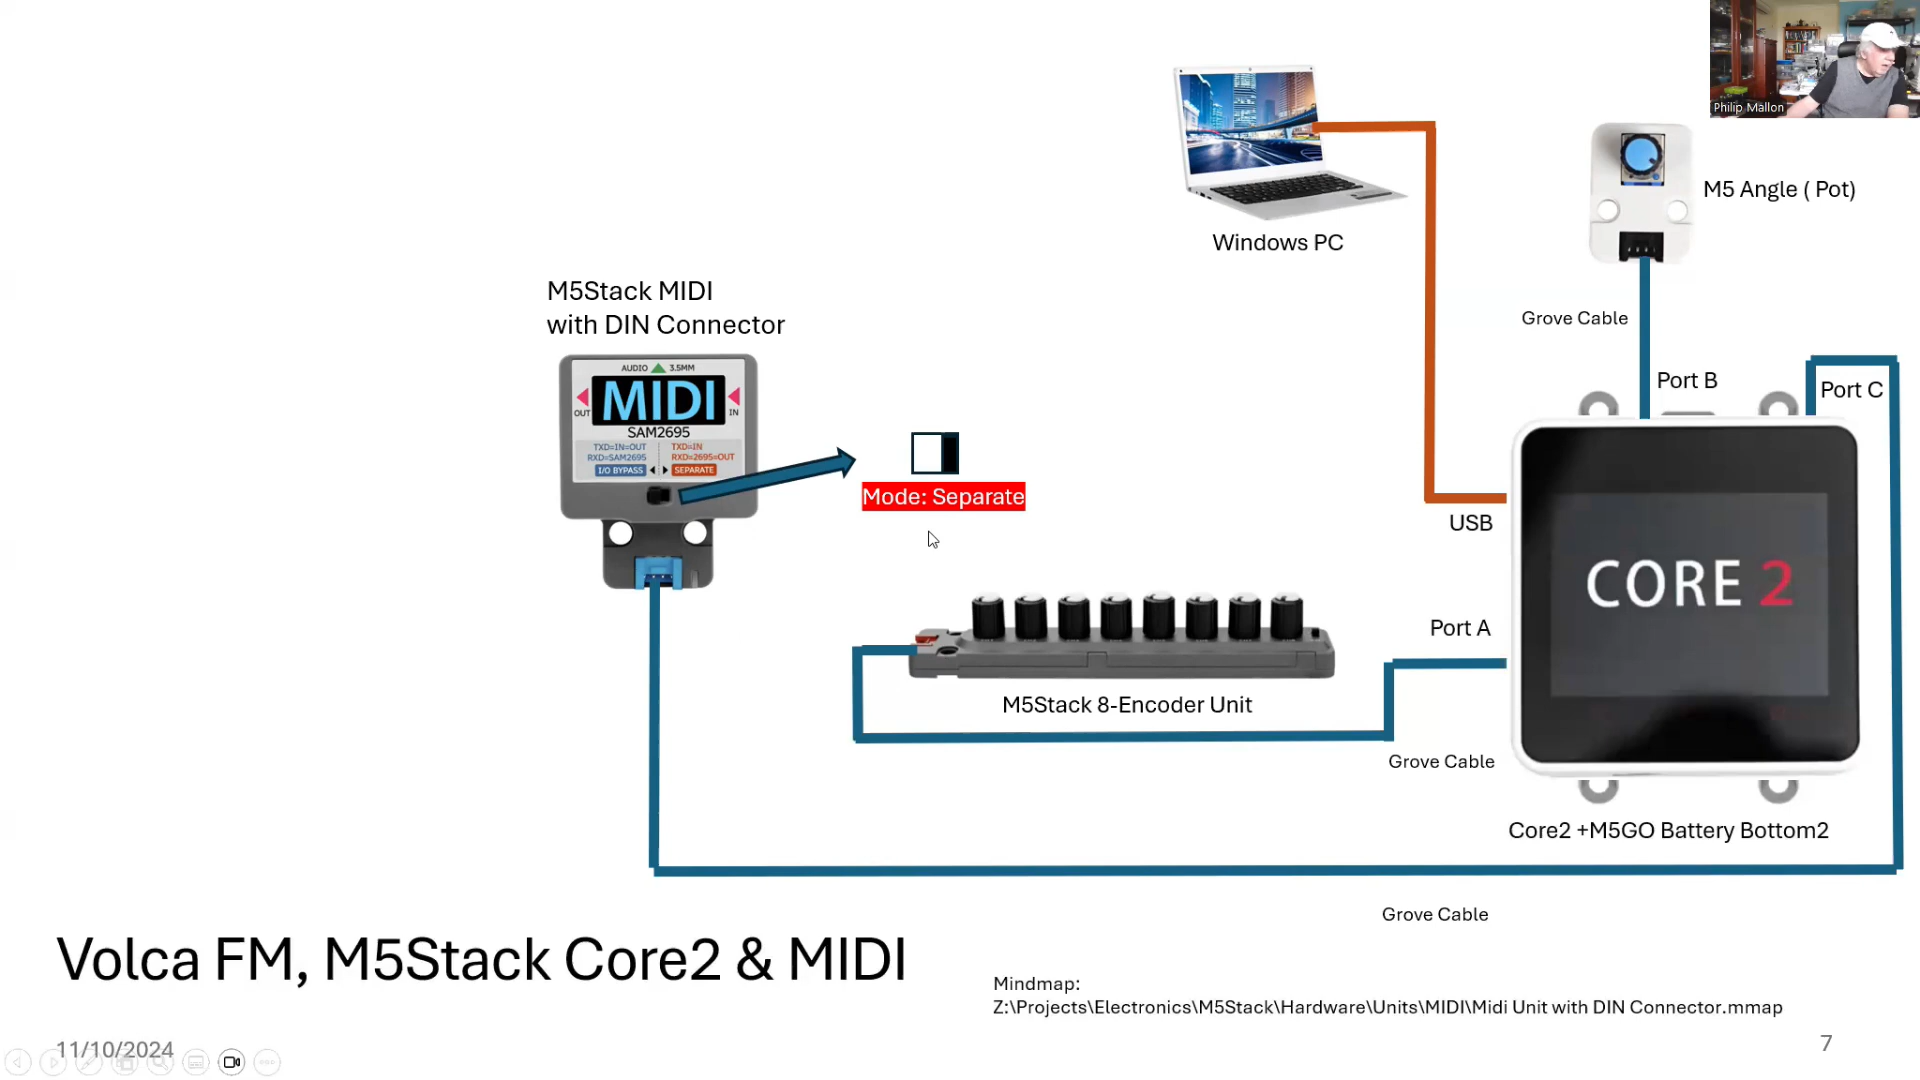 Philip Mallon
M5 Angle ( Pot)
Windows PC
M5Stack MIDI
with DIN Connector
Grove Cable
AUDIO 3.5MM
MIDI
OUT
IN
SAM2695
TXD=IN=OUT
RXD=SAM2695
I/O BYPASS
TXD=IN
RXD=2695=OUT
SEPARATE
Port B
Port C
Mode: Separate
USB
CORE 2
Port A
M5Stack 8-Encoder Unit
Grove Cable
Core2 +M5GO Battery Bottom2
Grove Cable
Volca FM, M5Stack Core2 & MIDI
Mindmap:
Z:\Projects\Electronics\M5Stack\Hardware\Units\MIDI\Midi Unit with DIN Connector.mmap
11/10/2024
7